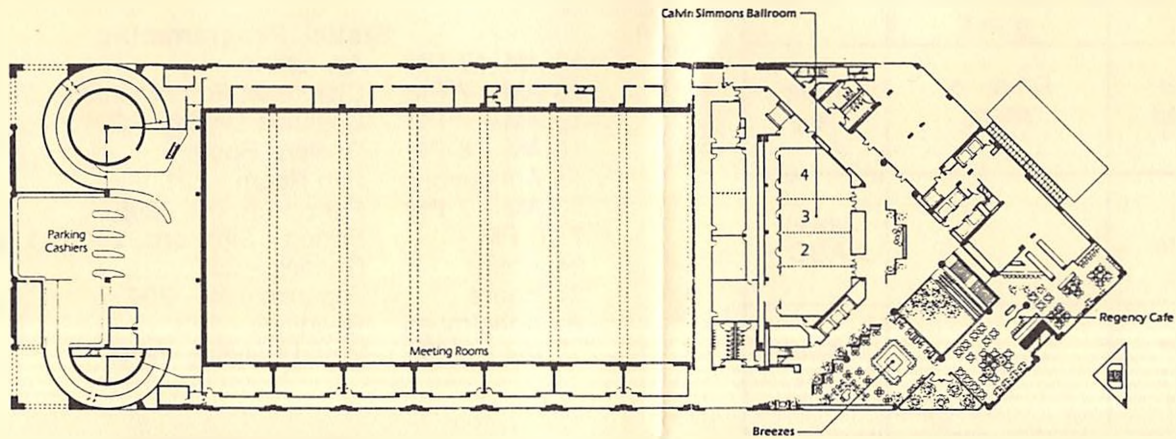 Calvin Simmons Ballroom
4
3
2
Parking
Cashiers
Meeting Rooms
Regency Cafe
Breezes